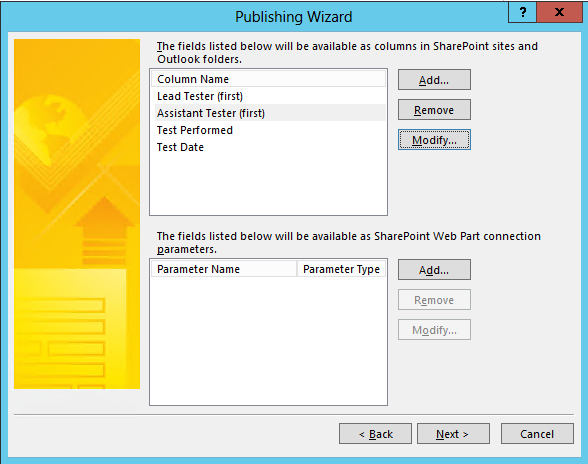 Publishing Wizard
?
x
The fields listed below will be available as columns in SharePoint sites and
Outlook folders.
Column Name
Lead Tester (first)
Assistant Tester (first)
Test Performed
Test Date
Add...
Remove
Modify...
The fields listed below will be available as SharePoint Web Part connection
parameters.
Parameter Name Parameter Type
Add...
Remove
Modify...
< Back
Next >
Cancel